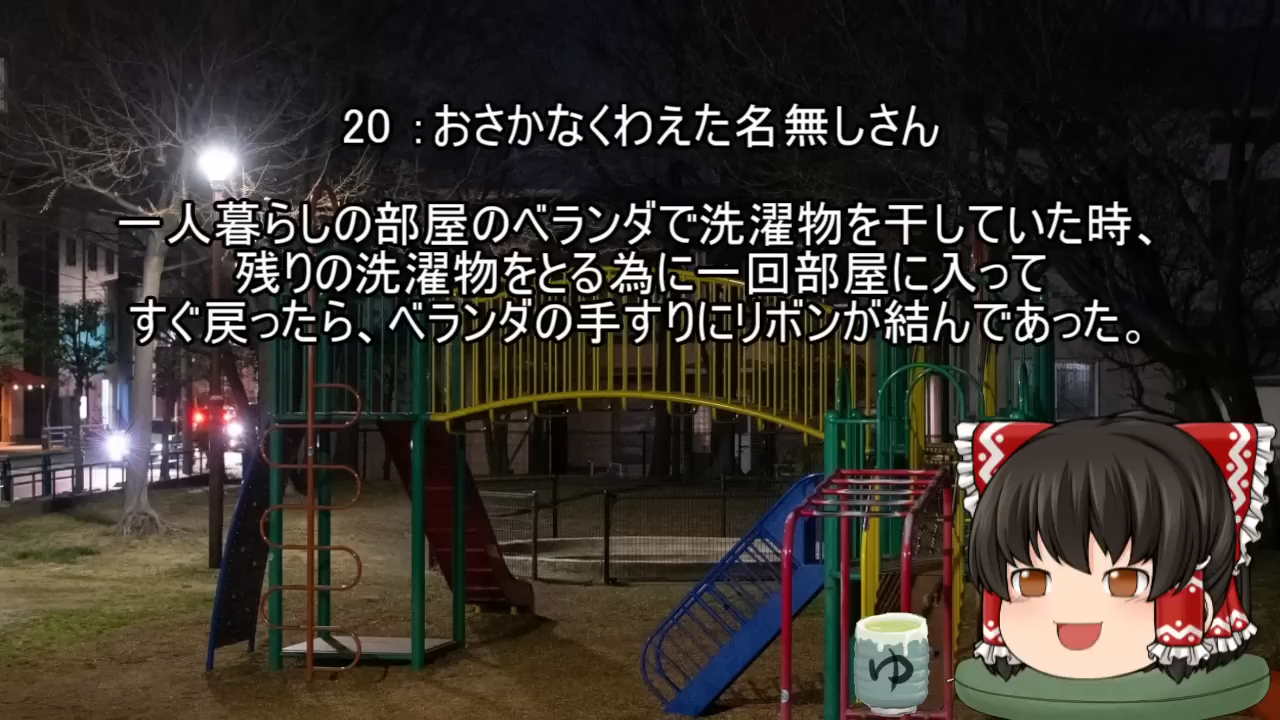 20 :おさかなくわえた名無しさん
一人暮らしの部屋のベランダで洗濯物を干していた時、
残りの洗濯物をとる為に一回部屋に入って
すぐ戻ったら、ベランダの手すりにリボンが結んであった。
ゆ